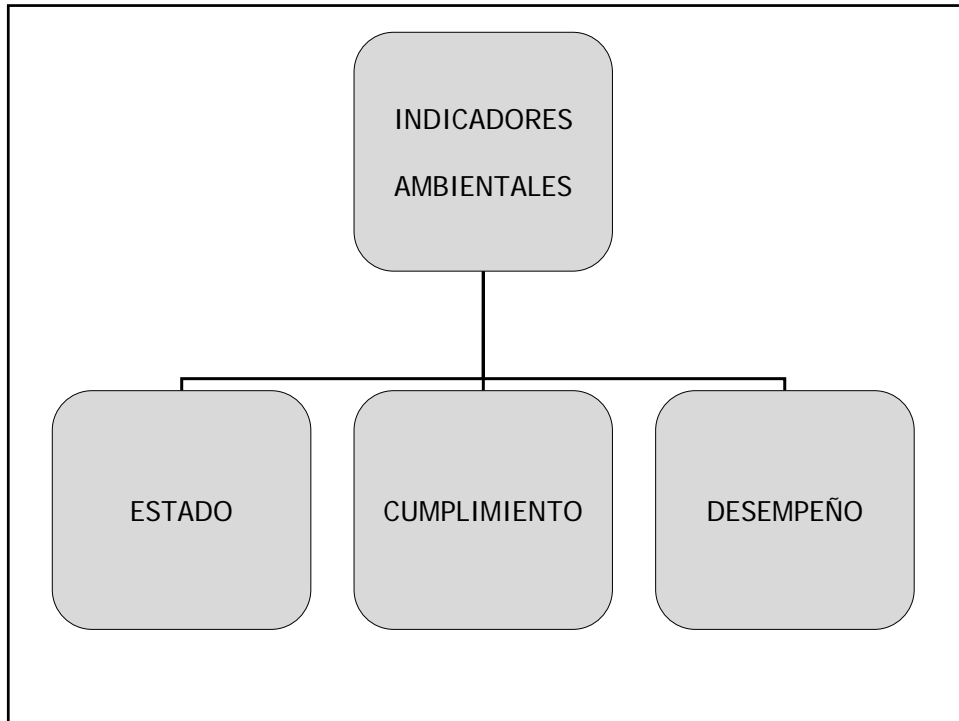 INDICADORES
AMBIENTALES
ESTADO
CUMPLIMIENTO
DESEMPEÑO